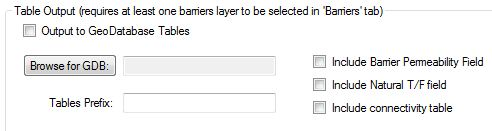 Table Output (requires at least one barriers layer to be selected in 'Barriers' tab)
Output to GeoDatabase Tables
Browse for GDB:
Include Barrier Permeability Field
Include Natural T/F field
Tables Prefix:
Include connectivity table